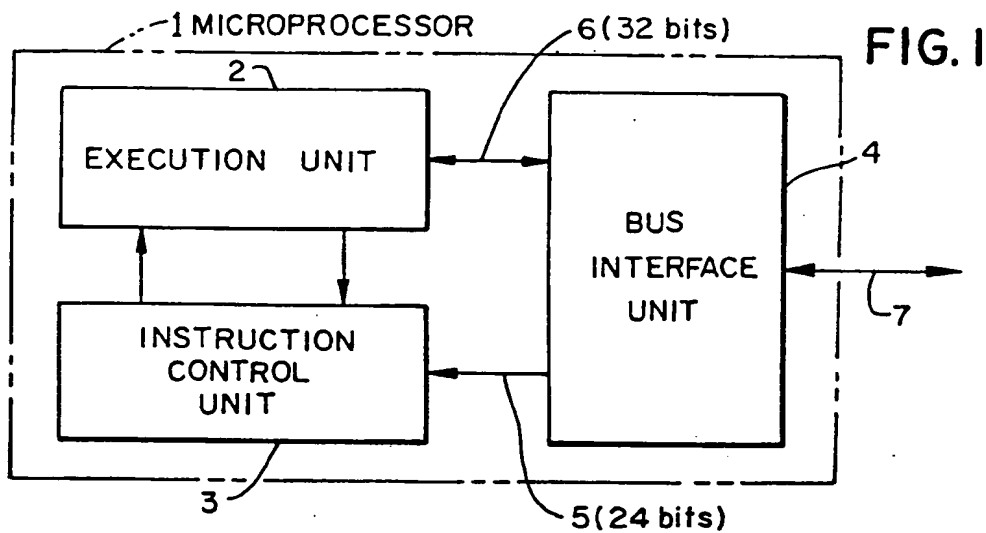 1 MICROPROCESSOR
6 (32 bits)
FIG. 1
2
EXECUTION UNIT
4
BUS
INTERFACE
UNIT
7
INSTRUCTION
CONTROL
UNIT
3
5 (24 bits)